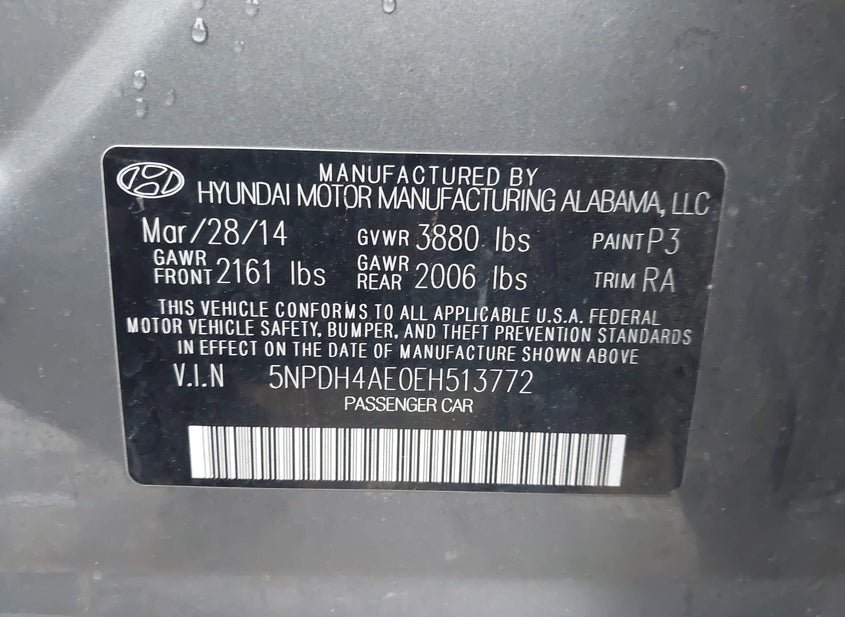 MANUFACTURED BY
HYUNDAI MOTOR MANUFACTURING ALABAMA, LLC
Mar/28/14 GVWR 3880 lbs PAINT P3
GAWR FRONT 2161 lbs GAWR REAR 2006 lbs TRIM RA
THIS VEHICLE CONFORMS TO ALL APPLICABLE U.S.A. FEDERAL
MOTOR VEHICLE SAFETY, BUMPER, AND THEFT PREVENTION STANDARDS
IN EFFECT ON THE DATE OF MANUFACTURE SHOWN ABOVE
V.I.N 5NPDH4AE0EH513772
PASSENGER CAR